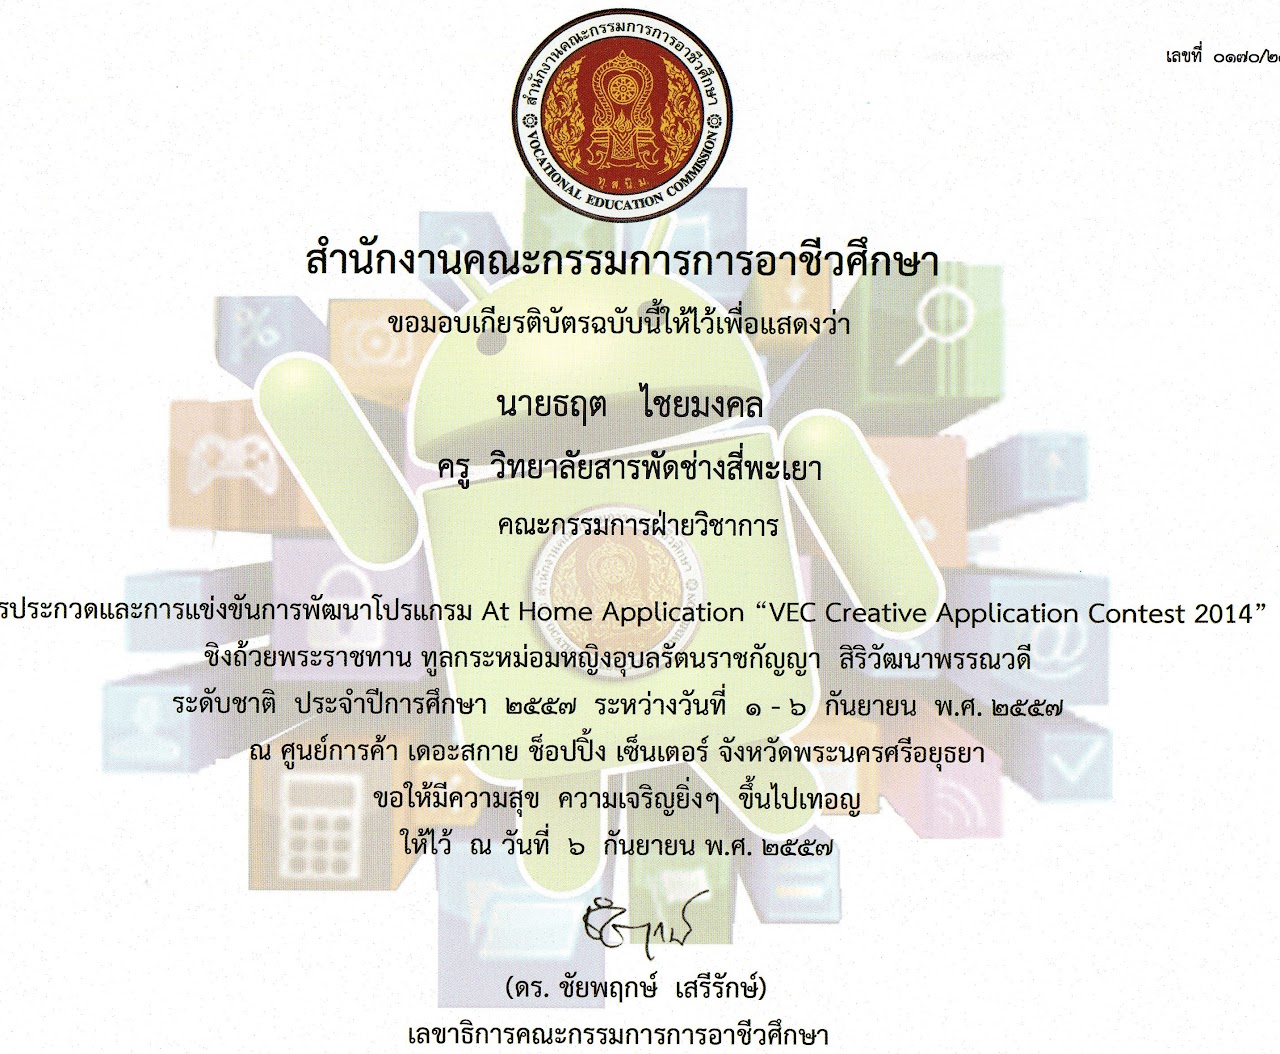 เลขที่ ๐๑๗๐/๒
สำนักงานคณะกรรมการการอาชีวศึกษา
ท. ส. นิ. ม.
VOCATIONAL EDUCATION COMMISSION
สำนักงานคณะกรรมการการอาชีวศึกษา
ขอมอบเกียรติบัตรฉบับนี้ให้ไว้เพื่อแสดงว่า
นายธฤต ไชยมงคล
ครู วิทยาลัยสารพัดช่างสี่พะเยา
คณะกรรมการฝ่ายวิชาการ
รประกวดและการแข่งขันการพัฒนาโปรแกรม At Home Application “VEC Creative Application Contest 2014”
ชิงถ้วยพระราชทาน ทูลกระหม่อมหญิงอุบลรัตนราชกัญญา สิริวัฒนาพรรณวดี
ระดับชาติ ประจำปีการศึกษา ๒๕๕๗ ระหว่างวันที่ ๑ - ๖ กันยายน พ.ศ. ๒๕๕๗
ณ ศูนย์การค้า เดอะสกาย ช็อปปิ้ง เซ็นเตอร์ จังหวัดพระนครศรีอยุธยา
ขอให้มีความสุข ความเจริญยิ่งๆ ขึ้นไปเทอญ
ให้ไว้ ณ วันที่ ๖ กันยายน พ.ศ. ๒๕๕๗
(ดร. ชัยพฤกษ์ เสรีรักษ์)
เลขาธิการคณะกรรมการการอาชีวศึกษา